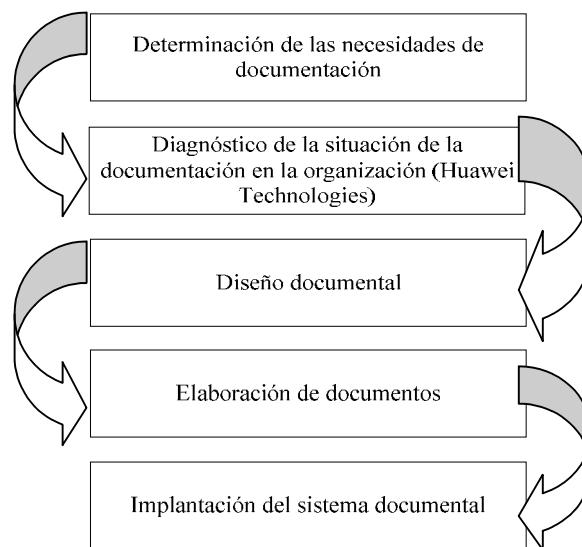 Determinación de las necesidades de
documentación
Diagnóstico de la situación de la
documentación en la organización (Huawei
Technologies)
Diseño documental
Elaboración de documentos
Implantación del sistema documental